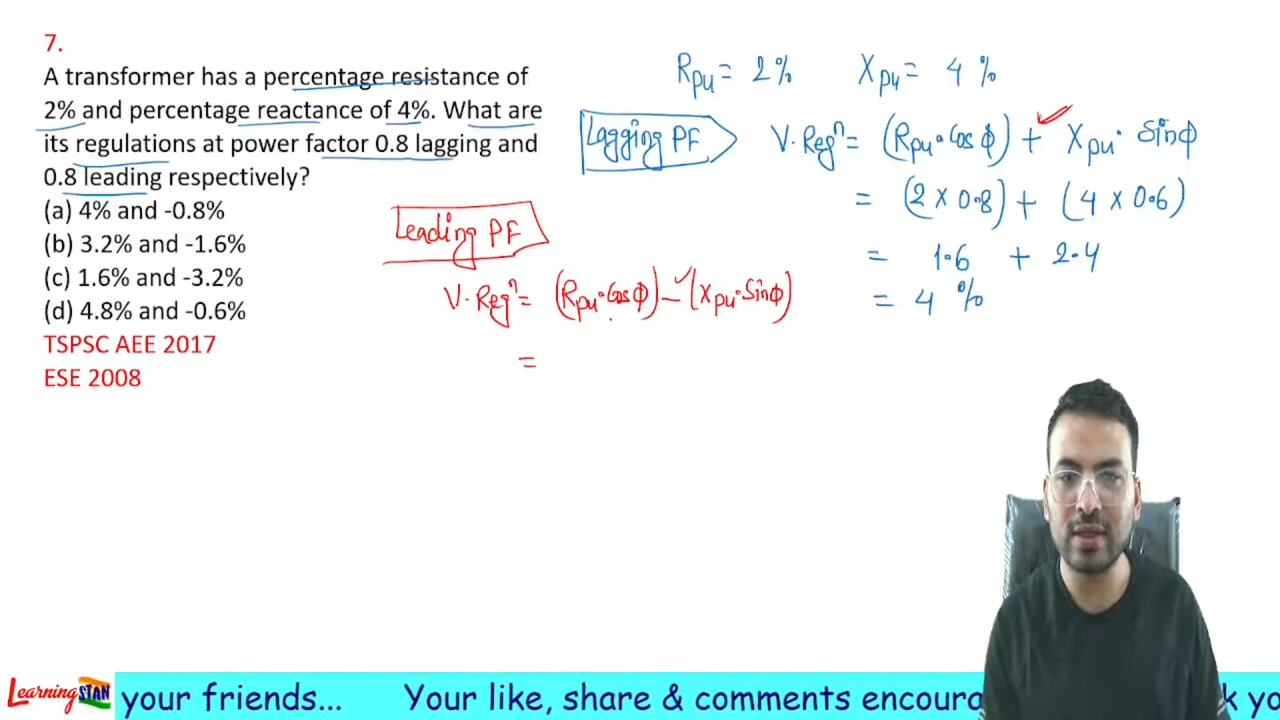 7.
A transformer has a percentage resistance of
2% and percentage reactance of 4%. What are
its regulations at power factor 0.8 lagging and
0.8 leading respectively?
(a) 4% and -0.8%
(b) 3.2% and -1.6%
(c) 1.6% and -3.2%
(d) 4.8% and -0.6%
TSPSC AEE 2017
ESE 2008
Rpu = 2% Xpu = 4 %
Lagging PF V. Regⁿ = (Rpu · Cos ϕ) + Xpu · Sinϕ
= (2 × 0.8) + (4 × 0.6)
= 1.6 + 2.4
= 4 %
Leading PF
V. Regⁿ = (Rpu · Cosϕ) – (Xpu · Sinϕ)
=
LearningSTAN your friends... Your like, share & comments encoura